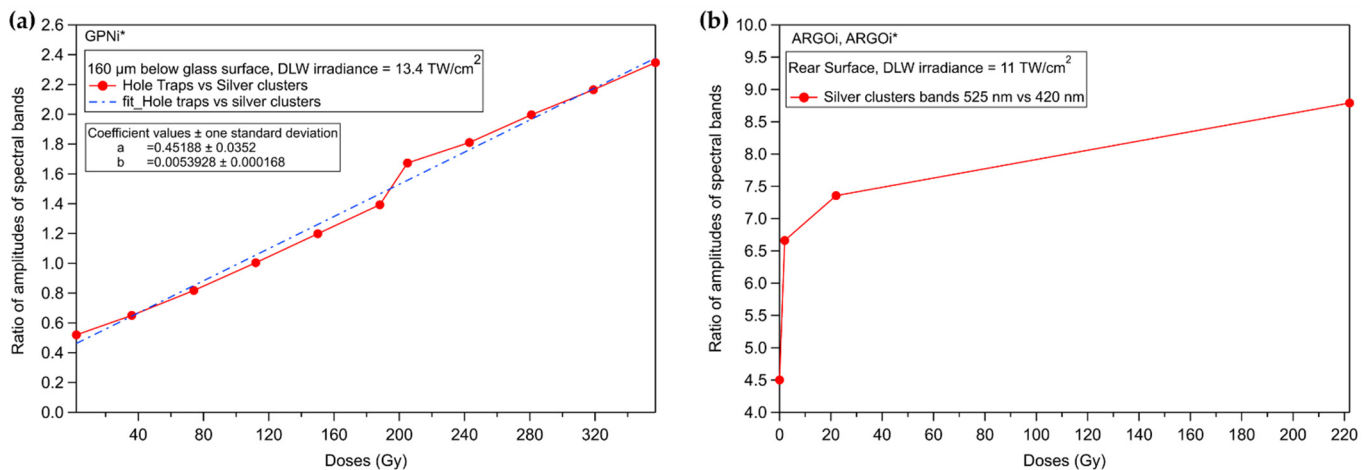 (a)
GPNi*
160 μm below glass surface, DLW irradiance = 13.4 TW/cm²
Hole Traps vs Silver clusters
fit_Hole traps vs silver clusters
Coefficient values ± one standard deviation
a =0.45188 ± 0.0352
b =0.0053928 ± 0.000168
Ratio of amplitudes of spectral bands
2.6
2.4
2.2
2.0
1.8
1.6
1.4
1.2
1.0
0.8
0.6
0.4
0.2
0.0
40 80 120 160 200 240 280 320
Doses (Gy)
(b)
ARGOi, ARGOi*
Rear Surface, DLW irradiance = 11 TW/cm²
Silver clusters bands 525 nm vs 420 nm
Ratio of amplitudes of spectral bands
10.0
9.5
9.0
8.5
8.0
7.5
7.0
6.5
6.0
5.5
5.0
4.5
4.0
0 20 40 60 80 100 120 140 160 180 200 220
Doses (Gy)